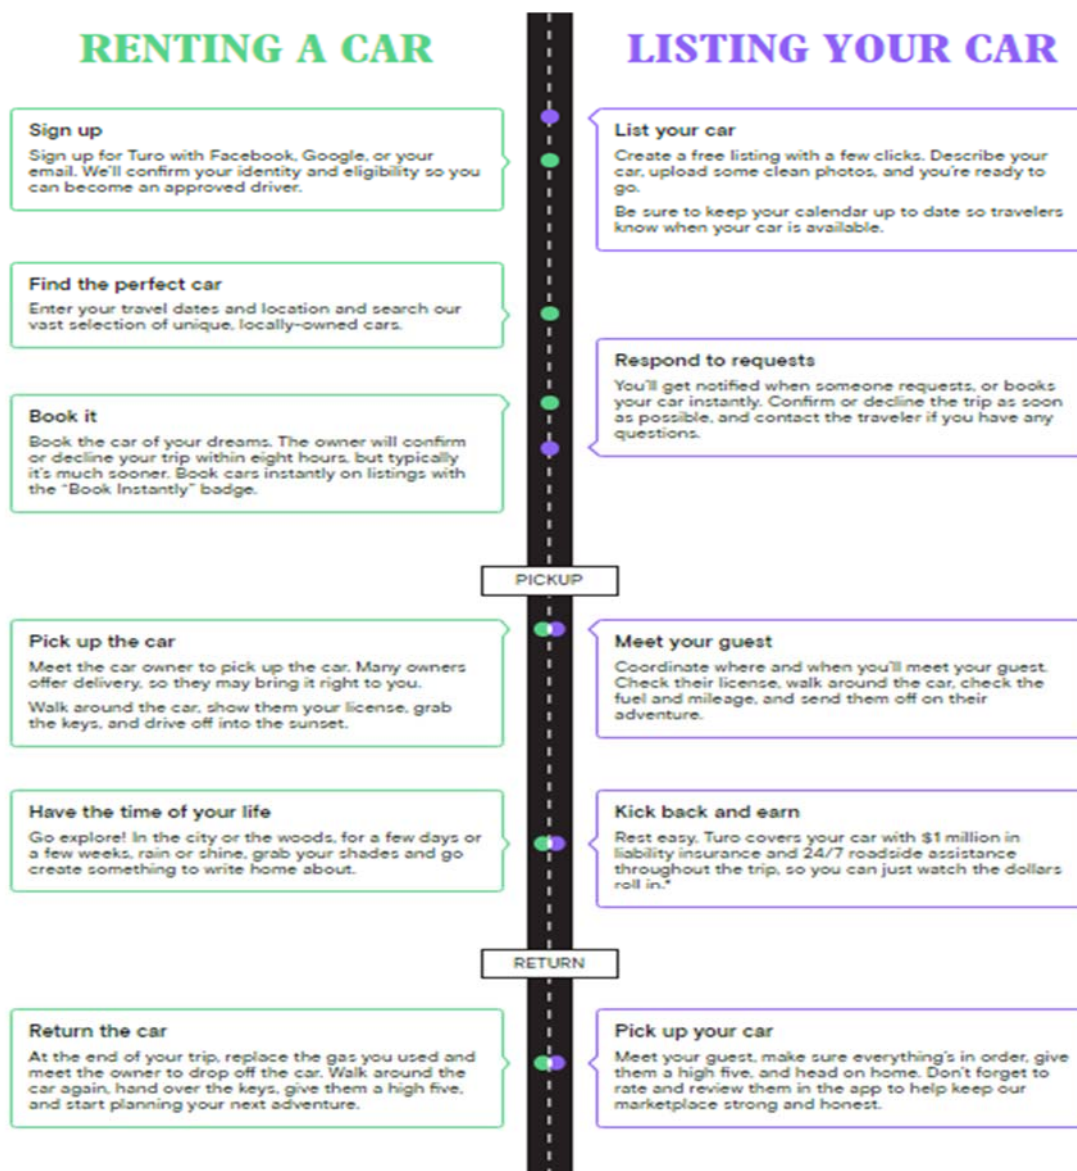 RENTING A CAR
LISTING YOUR CAR
Sign up
Sign up for Turo with Facebook, Google, or your
email. We'll confirm your identity and eligibility so you
can become an approved driver.
List your car
Create a free listing with a few clicks. Describe your
car, upload some clean photos, and you're ready to
go.
Be sure to keep your calendar up to date so travelers
know when your car is available.
Find the perfect car
Enter your travel dates and location and search our
vast selection of unique, locally-owned cars.
Respond to requests
You'll get notified when someone requests, or books
your car instantly. Confirm or decline the trip as soon
as possible, and contact the traveler if you have any
questions.
Book it
Book the car of your dreams. The owner will confirm
or decline your trip within eight hours, but typically
it's much sooner. Book cars instantly on listings with
the "Book Instantly" badge.
PICKUP
Pick up the car
Meet the car owner to pick up the car. Many owners
offer delivery, so they may bring it right to you.
Walk around the car, show them your license, grab
the keys, and drive off into the sunset.
Meet your guest
Coordinate where and when you'll meet your guest.
Check their license, walk around the car, check the
fuel and mileage, and send them off on their
adventure.
Have the time of your life
Go explore! In the city or the woods, for a few days or
a few weeks, rain or shine, grab your shades and go
create something to write home about.
Kick back and earn
Rest easy, Turo covers your car with $1 million in
liability insurance and 24/7 roadside assistance
throughout the trip, so you can just watch the dollars
roll in.*
RETURN
Return the car
At the end of your trip, replace the gas you used and
meet the owner to drop off the car. Walk around the
car again, hand over the keys, give them a high five,
and start planning your next adventure.
Pick up your car
Meet your guest, make sure everything's in order, give
them a high five, and head on home. Don't forget to
rate and review them in the app to help keep our
marketplace strong and honest.